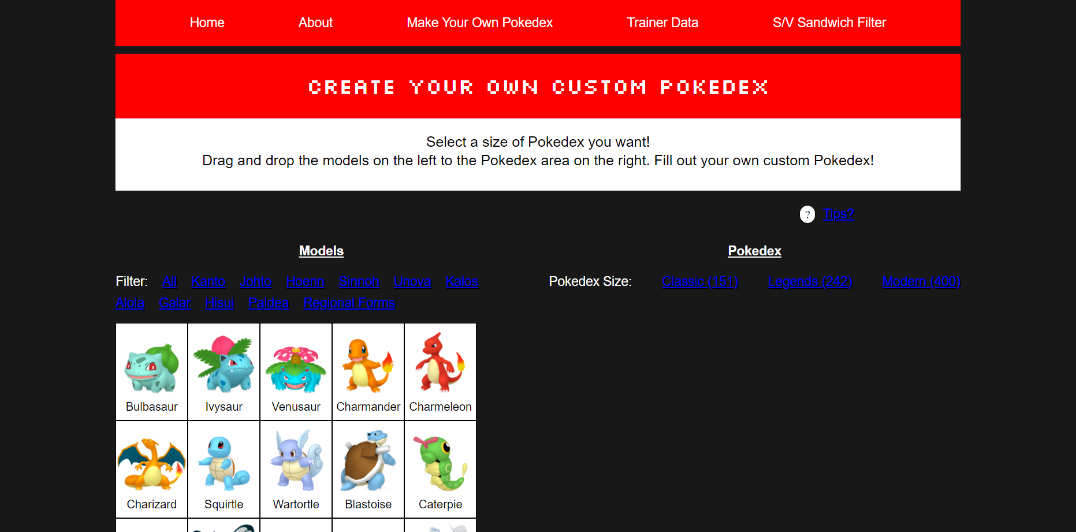 Home About Make Your Own Pokedex Trainer Data S/V Sandwich Filter
CREATE YOUR OWN CUSTOM POKEDEX
Select a size of Pokedex you want!
Drag and drop the models on the left to the Pokedex area on the right. Fill out your own custom Pokedex!
? Tips?
Models
Filter: All Kanto Johto Hoenn Sinnoh Unova Kalos
Alola Galar Hisui Paldea Regional Forms
Pokedex
Pokedex Size: Classic (151) Legends (242) Modern (400)
Bulbasaur Ivysaur Venusaur Charmander Charmeleon
Charizard Squirtle Wartortle Blastoise Caterpie